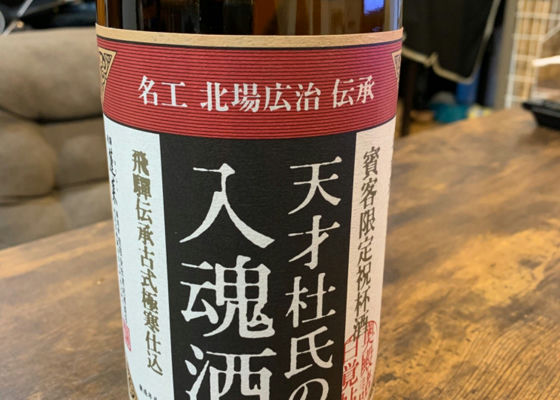 名工 北場広治 伝承
賓客限定祝杯酒
天才杜氏の
入魂酒
飛騨伝承古式極寒仕込